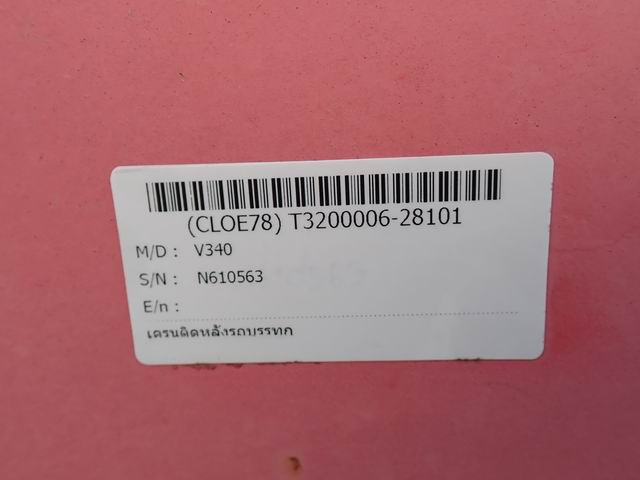 (CLOE78) T3200006-28101
M/D : V340
S/N : N610563
E/n :
เครนติดหลังรถบรรทุก